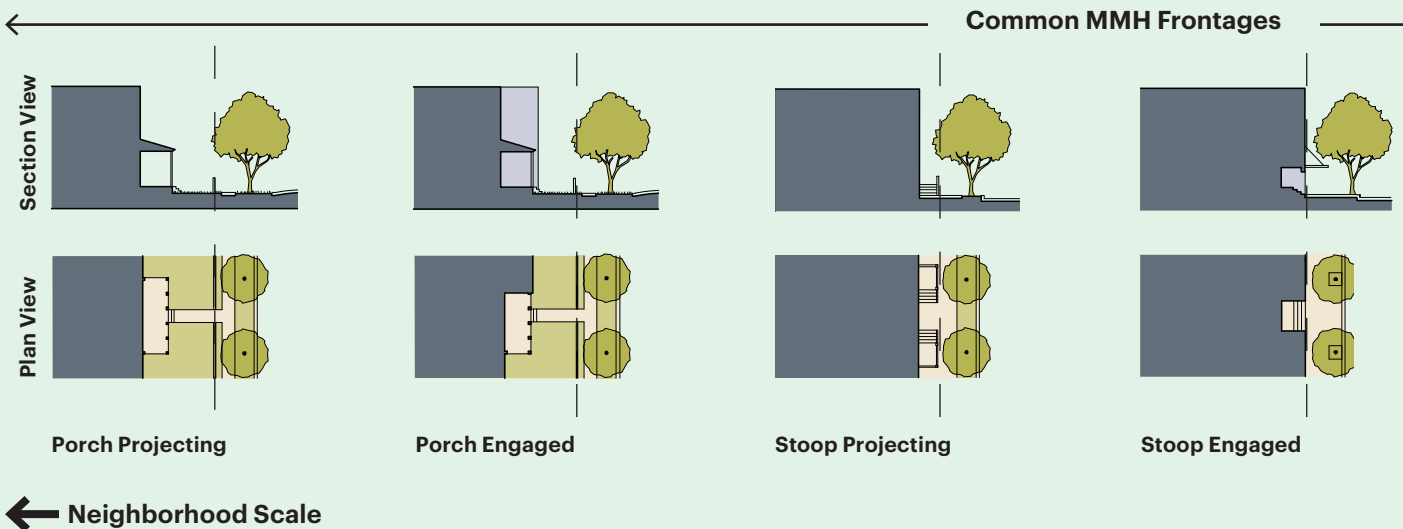 Common MMH Frontages
Section View
Plan View
Porch Projecting
Porch Engaged
Stoop Projecting
Stoop Engaged
Neighborhood Scale